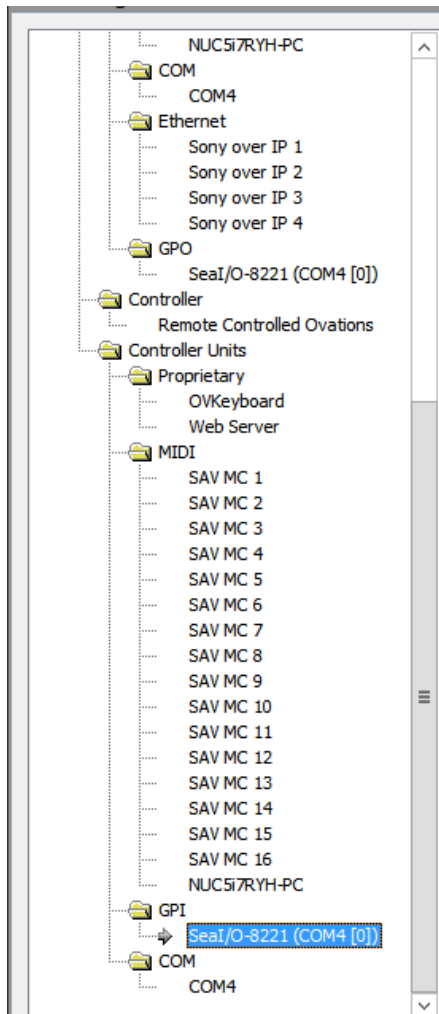 NUC5i7RYH-PC
COM
COM4
Ethernet
Sony over IP 1
Sony over IP 2
Sony over IP 3
Sony over IP 4
GPO
SeaI/O-8221 (COM4 [0])
Controller
Remote Controlled Ovations
Controller Units
Proprietary
OVKeyboard
Web Server
MIDI
SAV MC 1
SAV MC 2
SAV MC 3
SAV MC 4
SAV MC 5
SAV MC 6
SAV MC 7
SAV MC 8
SAV MC 9
SAV MC 10
SAV MC 11
SAV MC 12
SAV MC 13
SAV MC 14
SAV MC 15
SAV MC 16
NUC5i7RYH-PC
GPI
SeaI/O-8221 (COM4 [0])
COM
COM4